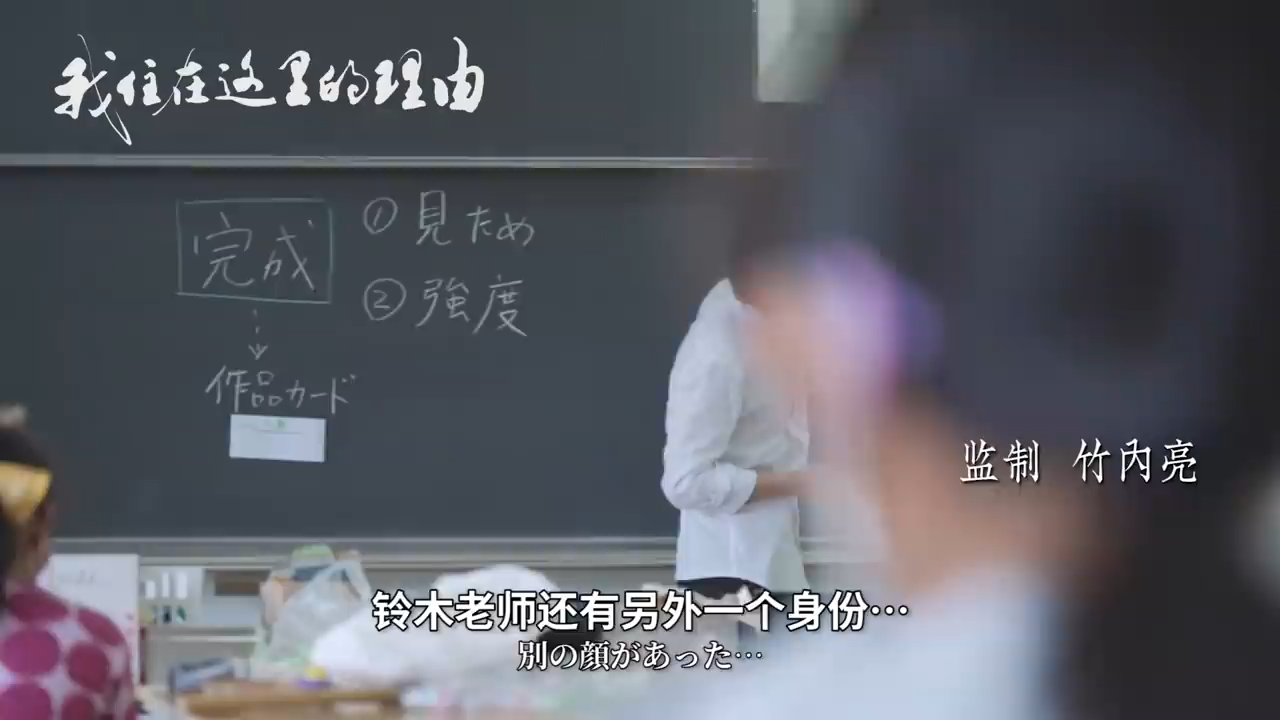 我住在这里的理由
完成
①見ため
②強度
作品カード
监制 竹内亮
铃木老师还有另外一个身份…
別の顔があった…